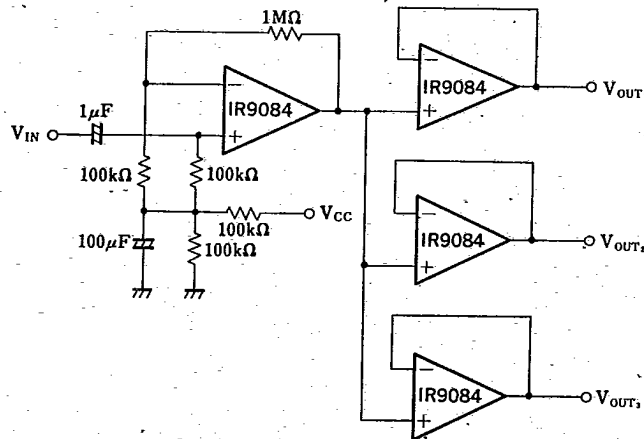 1MΩ
−
IR9084
+
−
IR9084
+
V_OUT
1μF
V_IN
100kΩ
100kΩ
100kΩ
V_CC
100μF
100kΩ
−
IR9084
+
V_OUT₂
−
IR9084
+
V_OUT₃